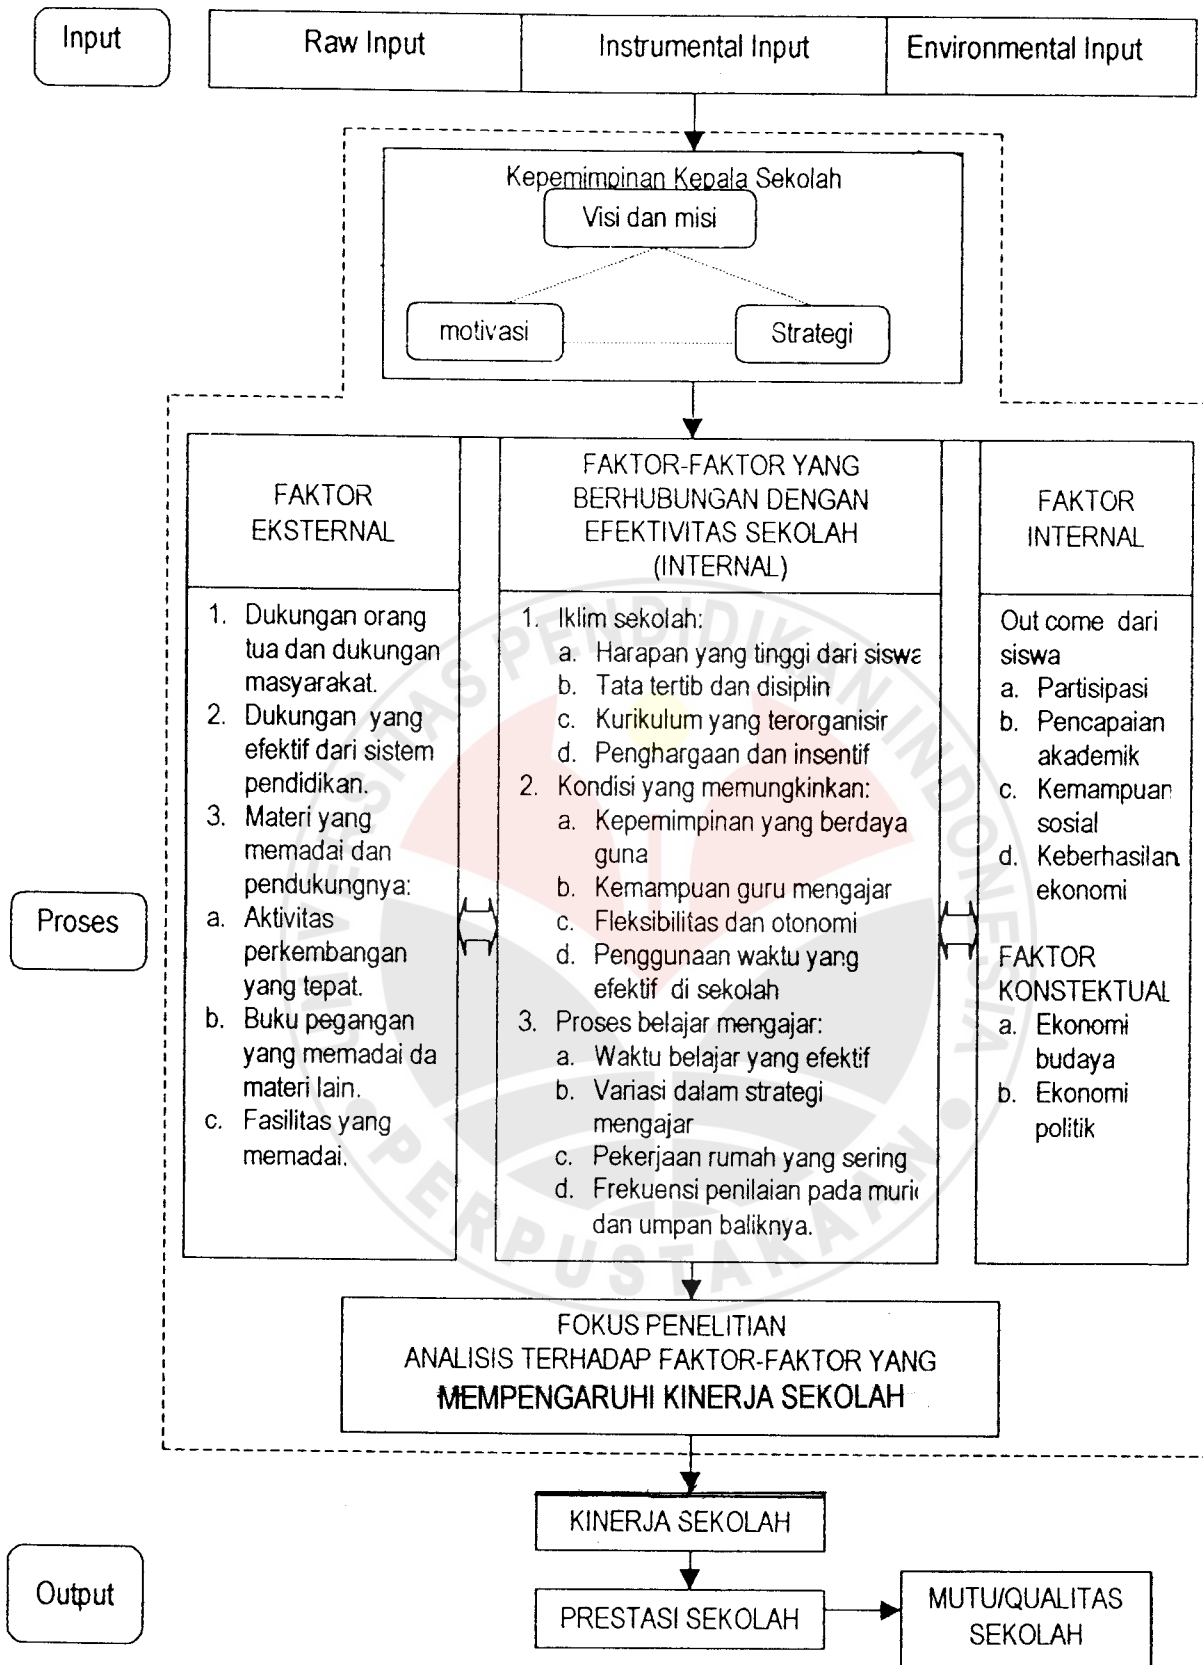 Input
Raw Input
Instrumental Input
Environmental Input
Kepemimpinan Kepala Sekolah
Visi dan misi
motivasi
Strategi
Proses
FAKTOR
EKSTERNAL
1. Dukungan orang
tua dan dukungan
masyarakat.
2. Dukungan yang
efektif dari sistem
pendidikan.
3. Materi yang
memadai dan
pendukungnya:
a. Aktivitas
perkembangan
yang tepat.
b. Buku pegangan
yang memadai da
materi lain.
c. Fasilitas yang
memadai.
FAKTOR-FAKTOR YANG
BERHUBUNGAN DENGAN
EFEKTIVITAS SEKOLAH
(INTERNAL)
1. Iklim sekolah:
a. Harapan yang tinggi dari siswa
b. Tata tertib dan disiplin
c. Kurikulum yang terorganisir
d. Penghargaan dan insentif
2. Kondisi yang memungkinkan:
a. Kepemimpinan yang berdaya
guna
b. Kemampuan guru mengajar
c. Fleksibilitas dan otonomi
d. Penggunaan waktu yang
efektif di sekolah
3. Proses belajar mengajar:
a. Waktu belajar yang efektif
b. Variasi dalam strategi
mengajar
c. Pekerjaan rumah yang sering
d. Frekuensi penilaian pada muri
dan umpan baliknya.
FAKTOR
INTERNAL
Out come dari
siswa
a. Partisipasi
b. Pencapaian
akademik
c. Kemampuan
sosial
d. Keberhasilan
ekonomi
FAKTOR
KONSTEKTUAL
a. Ekonomi
budaya
b. Ekonomi
politik
FOKUS PENELITIAN
ANALISIS TERHADAP FAKTOR-FAKTOR YANG
MEMPENGARUHI KINERJA SEKOLAH
Output
KINERJA SEKOLAH
PRESTASI SEKOLAH
MUTU/QUALITAS
SEKOLAH
UNIVERSITAS PENDIDIKAN INDONESIA
PERPUSTAKAAN